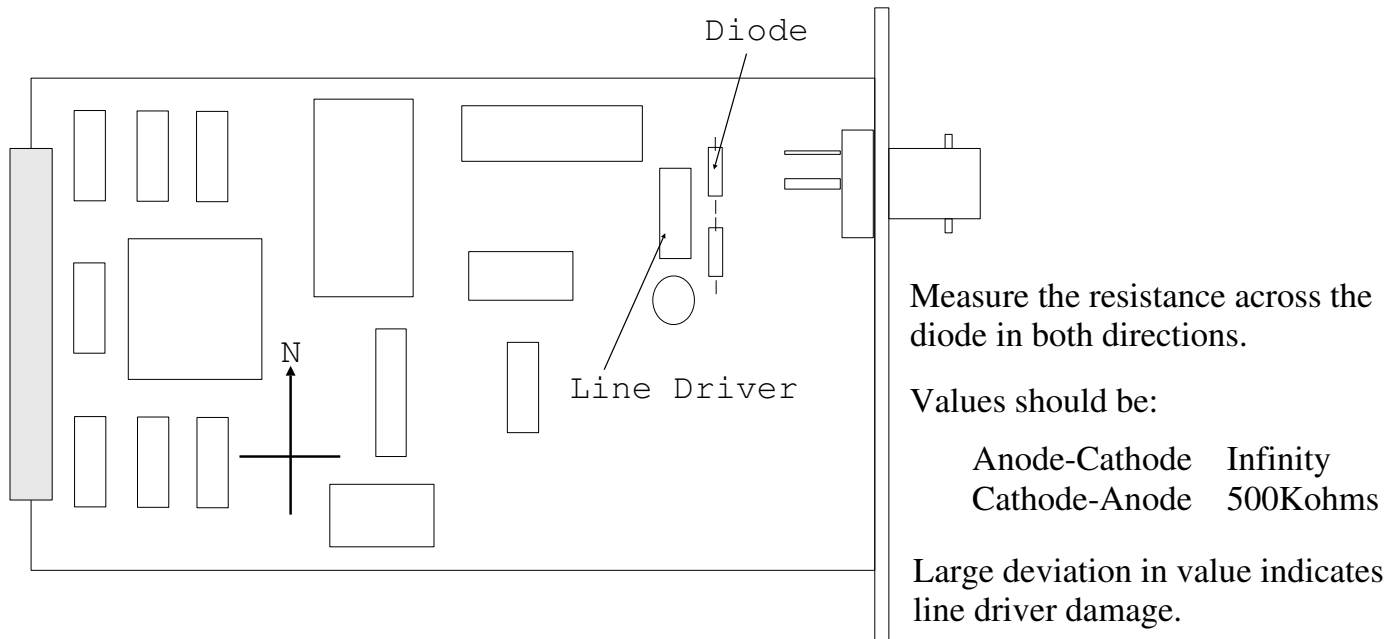 Diode
N
Line Driver
Measure the resistance across the
diode in both directions.
Values should be:
Anode-Cathode Infinity
Cathode-Anode 500Kohms
Large deviation in value indicates
line driver damage.